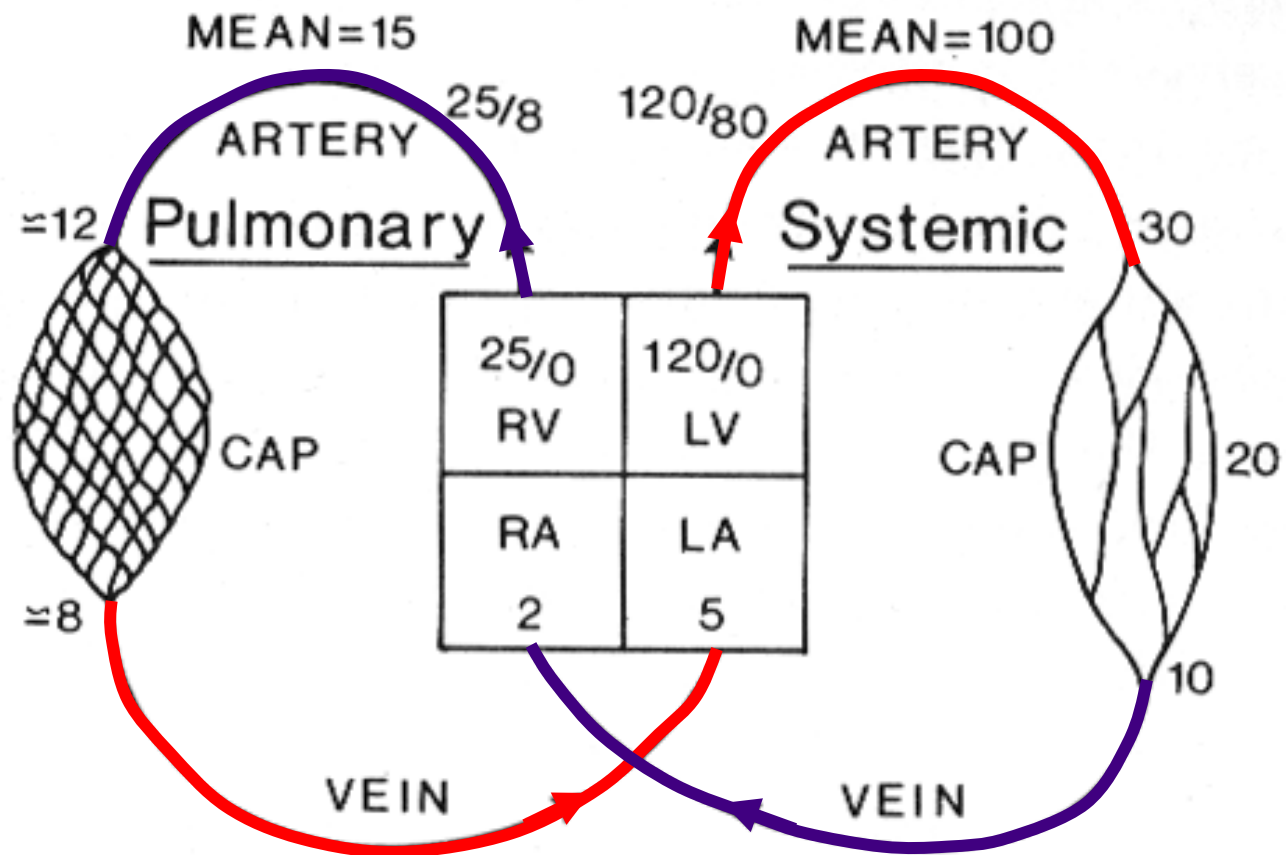 MEAN=15
MEAN=100
25/8
120/80
ARTERY
ARTERY
≃12
Pulmonary
Systemic
30
25/0
120/0
RV
LV
CAP
CAP
20
RA
LA
≃8
2
5
10
VEIN
VEIN